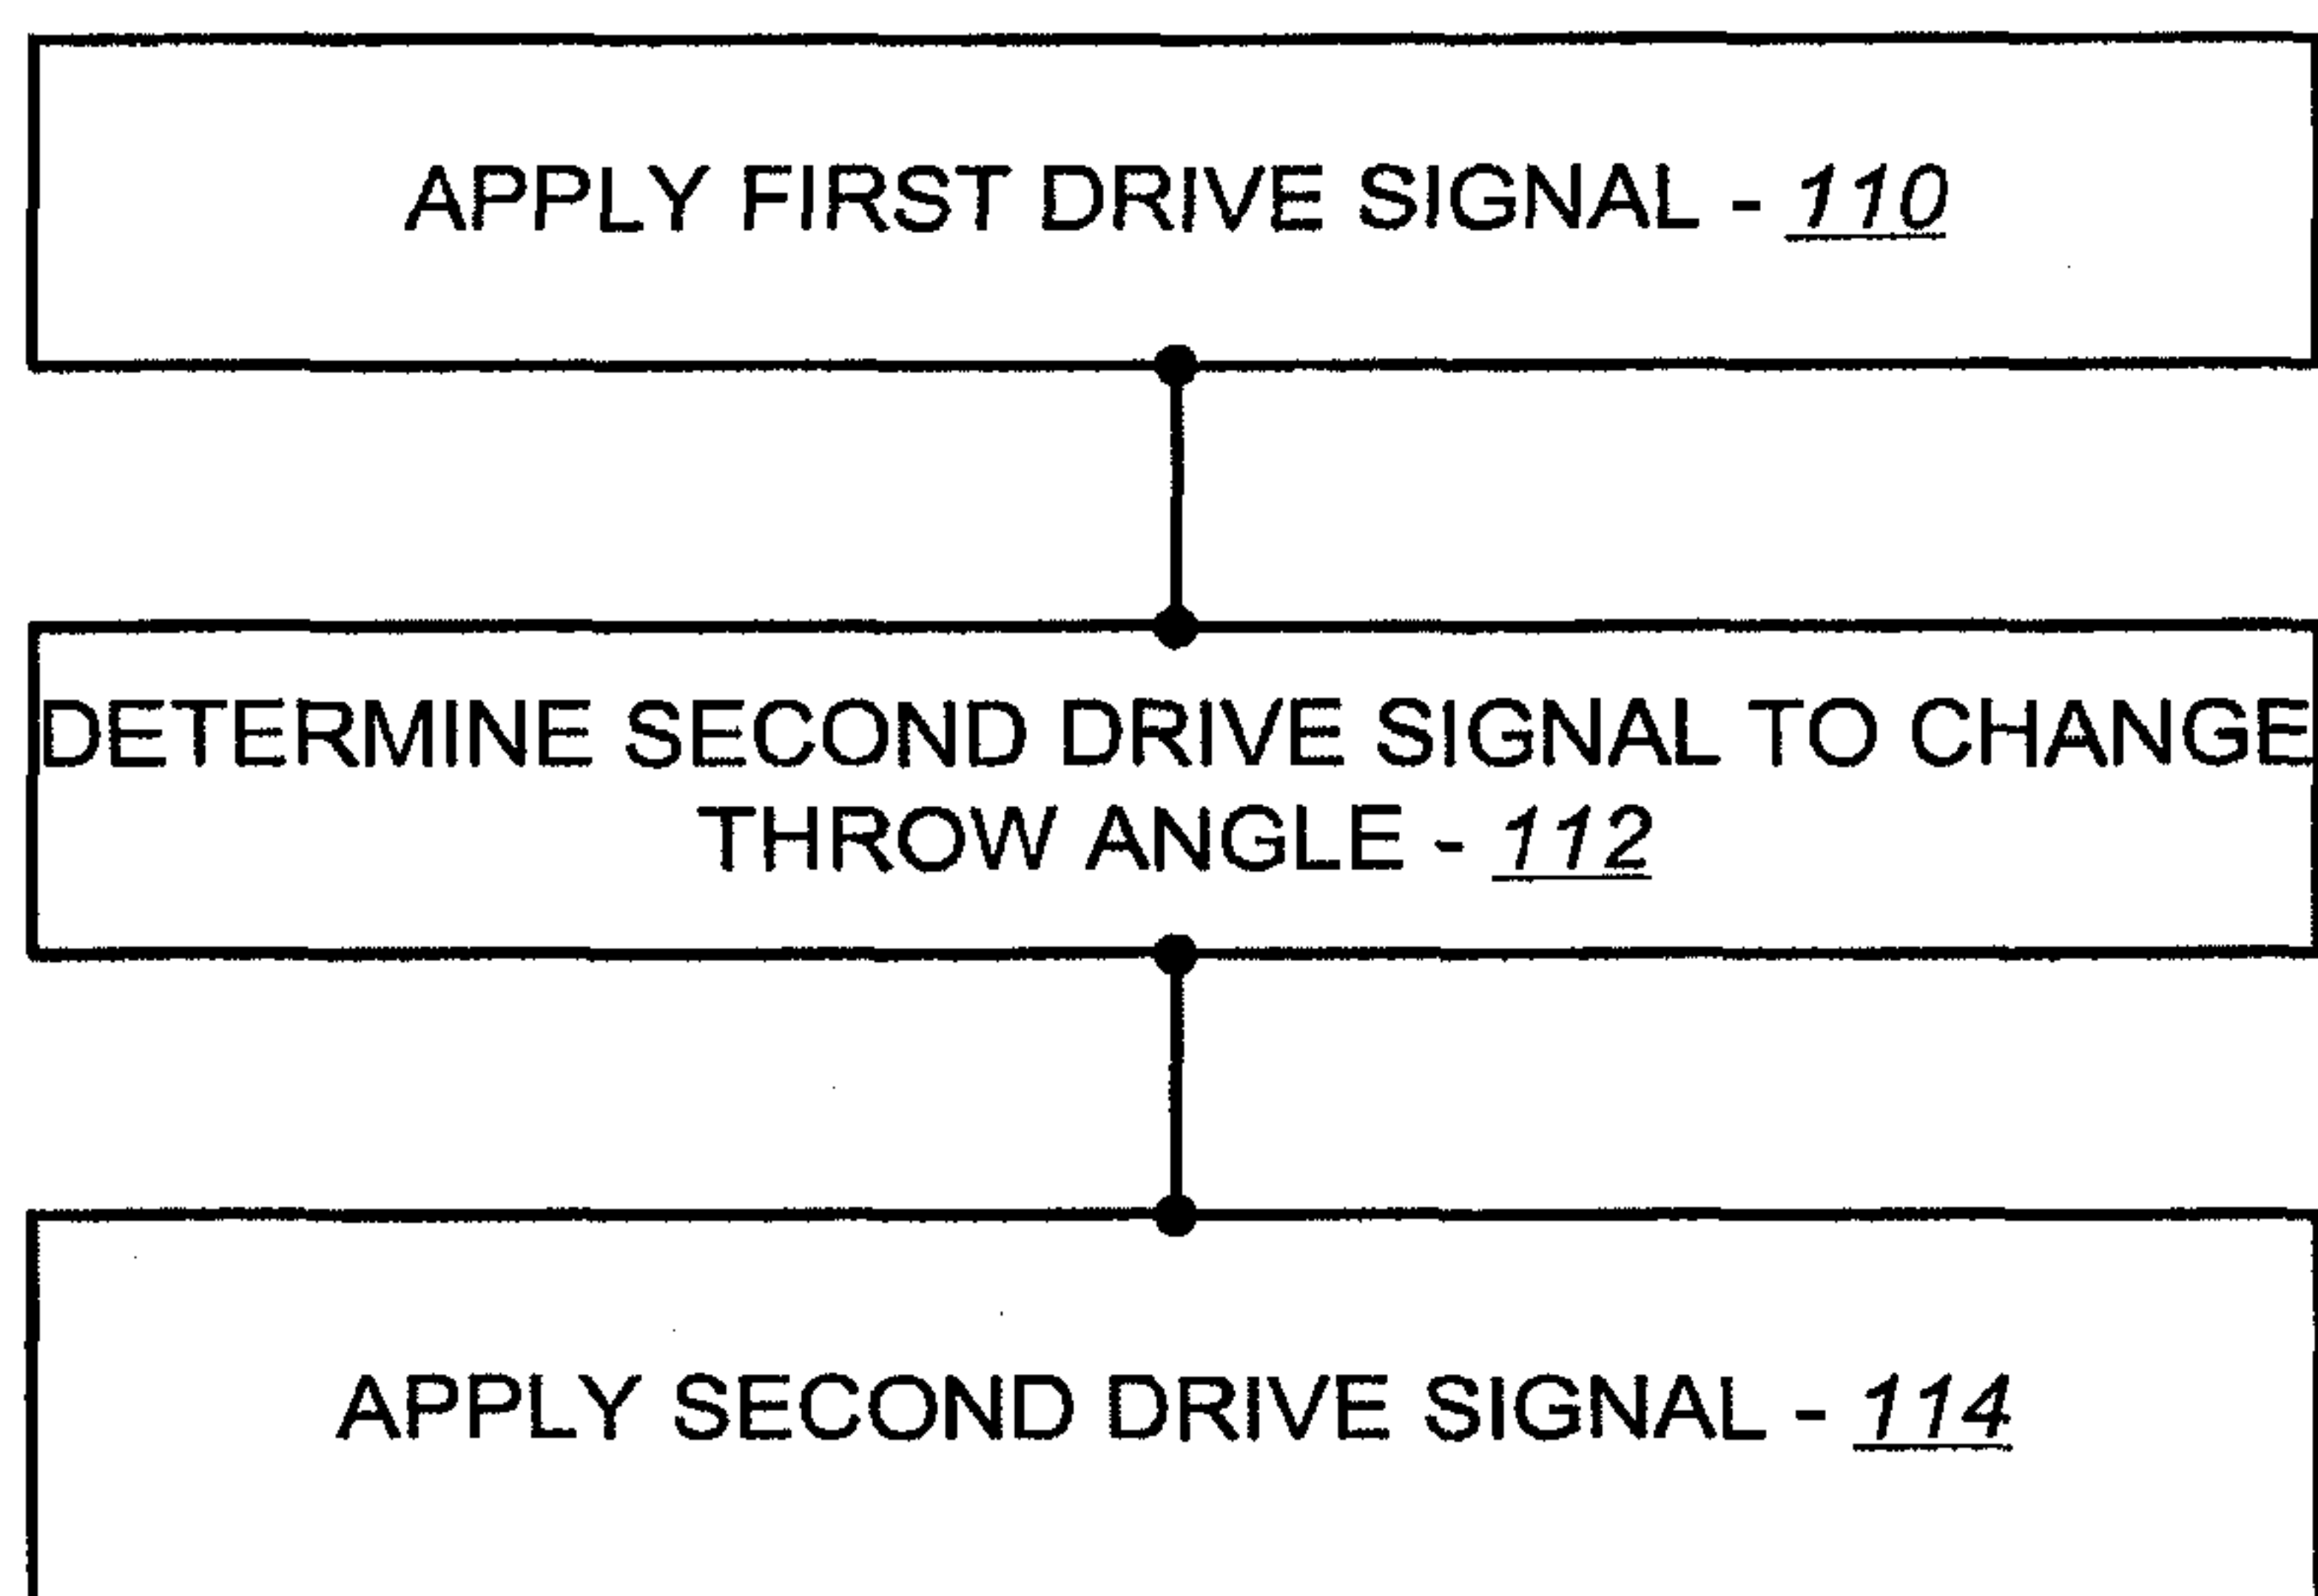 APPLY FIRST DRIVE SIGNAL - 110
DETERMINE SECOND DRIVE SIGNAL TO CHANGE
THROW ANGLE - 112
APPLY SECOND DRIVE SIGNAL - 114